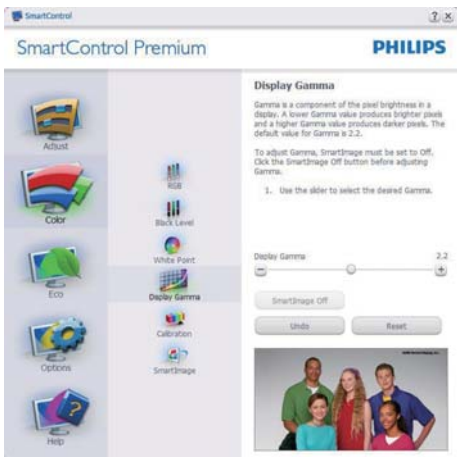 SmartControl
SmartControl Premium
PHILIPS
Adjust
Color
Eco
Options
Help
RGB
Black Level
White Point
Display Gamma
Calibration
SmartImage
Display Gamma
Gamma is a component of the pixel brightness in a
display. A lower Gamma value produces brighter pixels
and a higher Gamma value produces darker pixels. The
default value for Gamma is 2.2.
To adjust Gamma, SmartImage must be set to Off.
Click the SmartImage Off button before adjusting
Gamma.
1. Use the slider to select the desired Gamma.
Display Gamma 2.2
SmartImage Off
Undo Reset